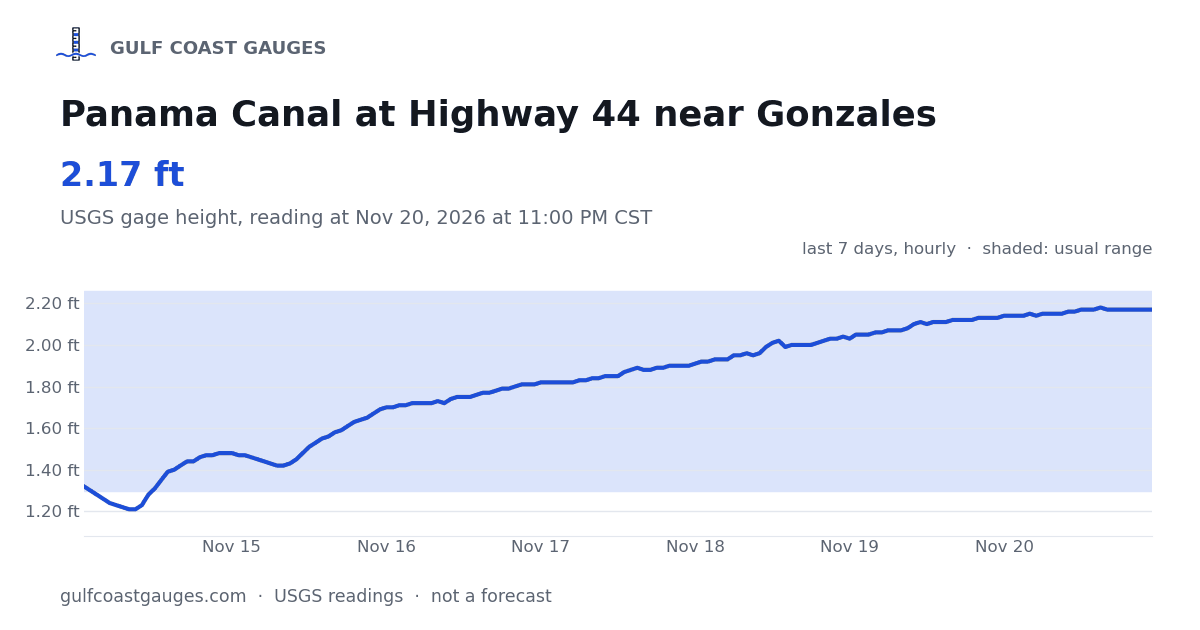 GULF COAST GAUGES
Panama Canal at Highway 44 near Gonzales
2.17 ft
USGS gage height, reading at Nov 20, 2026 at 11:00 PM CST
last 7 days, hourly · shaded: usual range
2.20 ft
2.00 ft
1.80 ft
1.60 ft
1.40 ft
1.20 ft
Nov 15 Nov 16 Nov 17 Nov 18 Nov 19 Nov 20
gulfcoastgauges.com · USGS readings · not a forecast